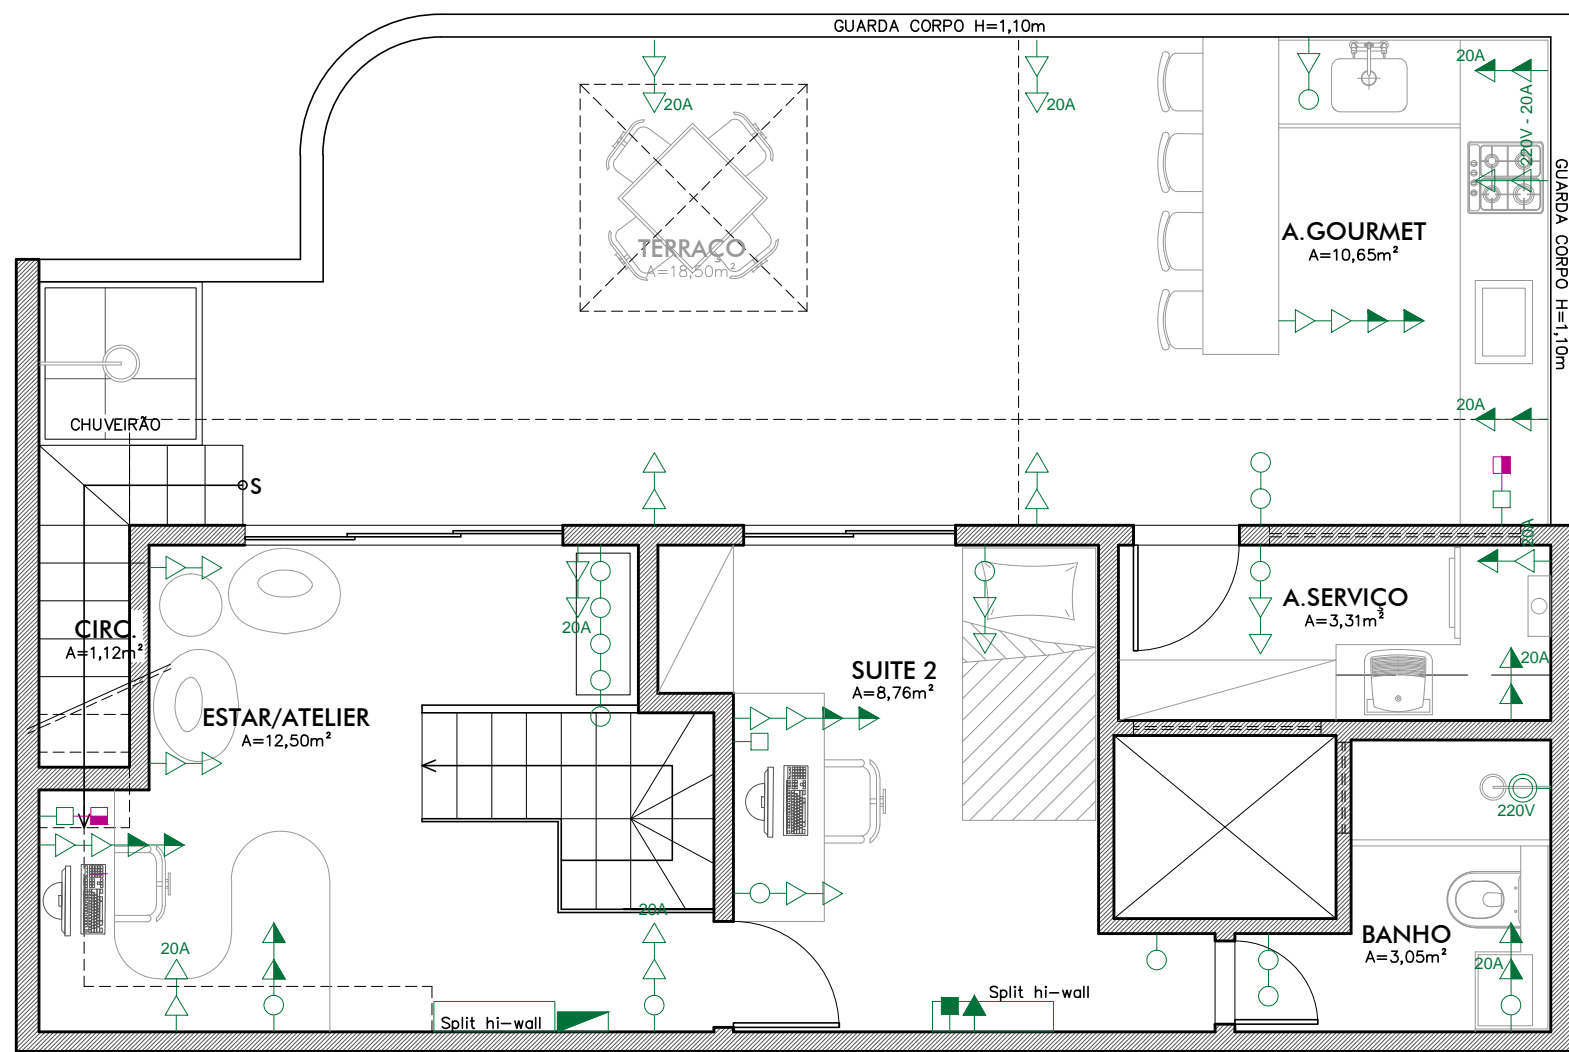 GUARDA CORPO H=1,10m
20A
20A
20A
220V - 20A
GUARDA CORPO H=1,10m
TERRAÇO
A=18,50m²
A.GOURMET
A=10,65m²
20A
CHUVEIRÃO
S
20A
CIRC.
A=1,12m²
20A
A.SERVIÇO
A=3,31m²
20A
SUITE 2
A=8,76m²
ESTAR/ATELIER
A=12,50m²
220V
20A
20A
BANHO
A=3,05m²
20A
Split hi-wall
Split hi-wall